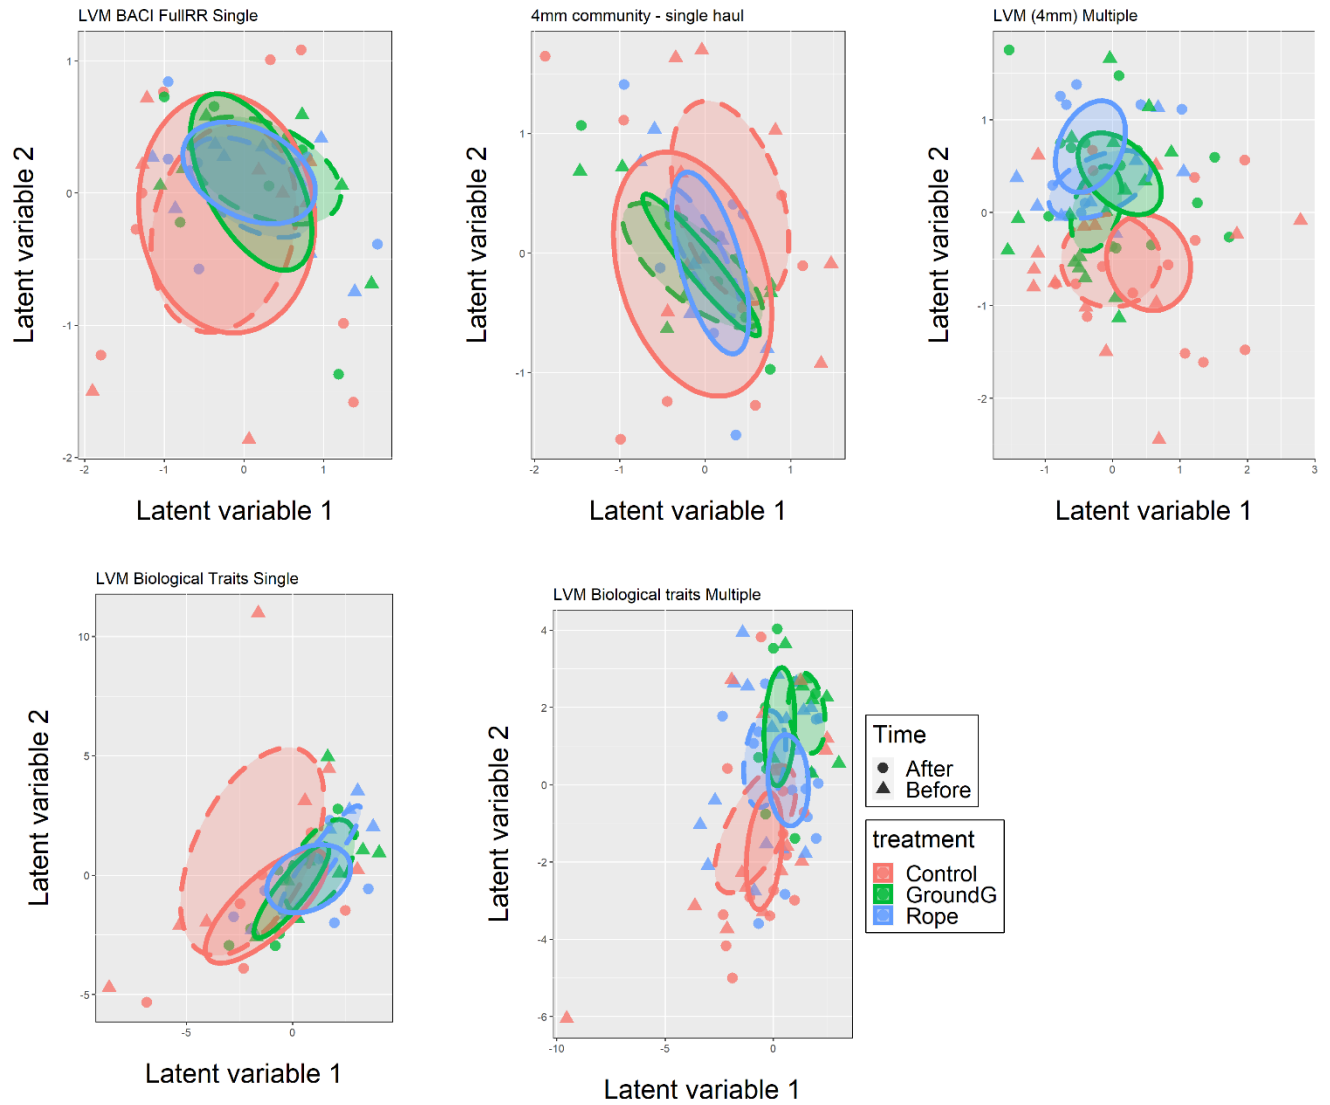 LVM BACI FullRR Single
1
0
-1
-2
-2
-1
0
1
Latent variable 2
Latent variable 1
4mm community - single haul
1
0
-1
-2
-1
0
1
Latent variable 2
Latent variable 1
LVM (4mm) Multiple
1
0
-1
-2
-1
0
1
2
3
Latent variable 2
Latent variable 1
LVM Biological Traits Single
10
5
0
-5
-5
0
Latent variable 2
Latent variable 1
LVM Biological traits Multiple
4
2
0
-2
-4
-6
-10
-5
0
Latent variable 2
Latent variable 1
Time
After
Before
treatment
Control
GroundG
Rope